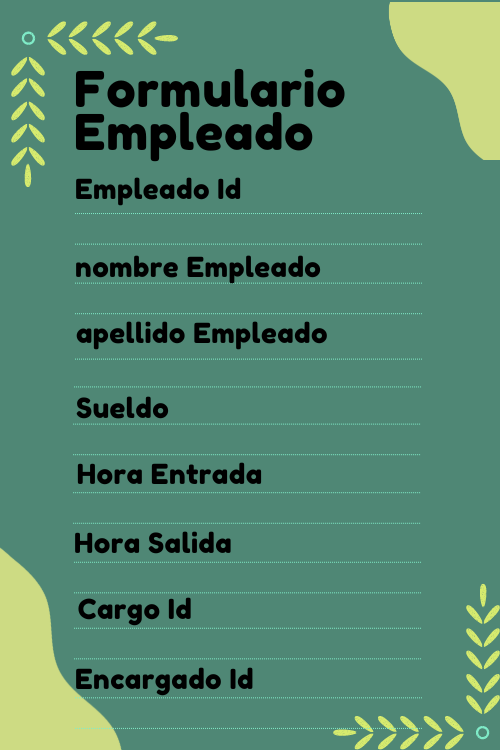 Formulario
Empleado
Empleado Id
nombre Empleado
apellido Empleado
Sueldo
Hora Entrada
Hora Salida
Cargo Id
Encargado Id